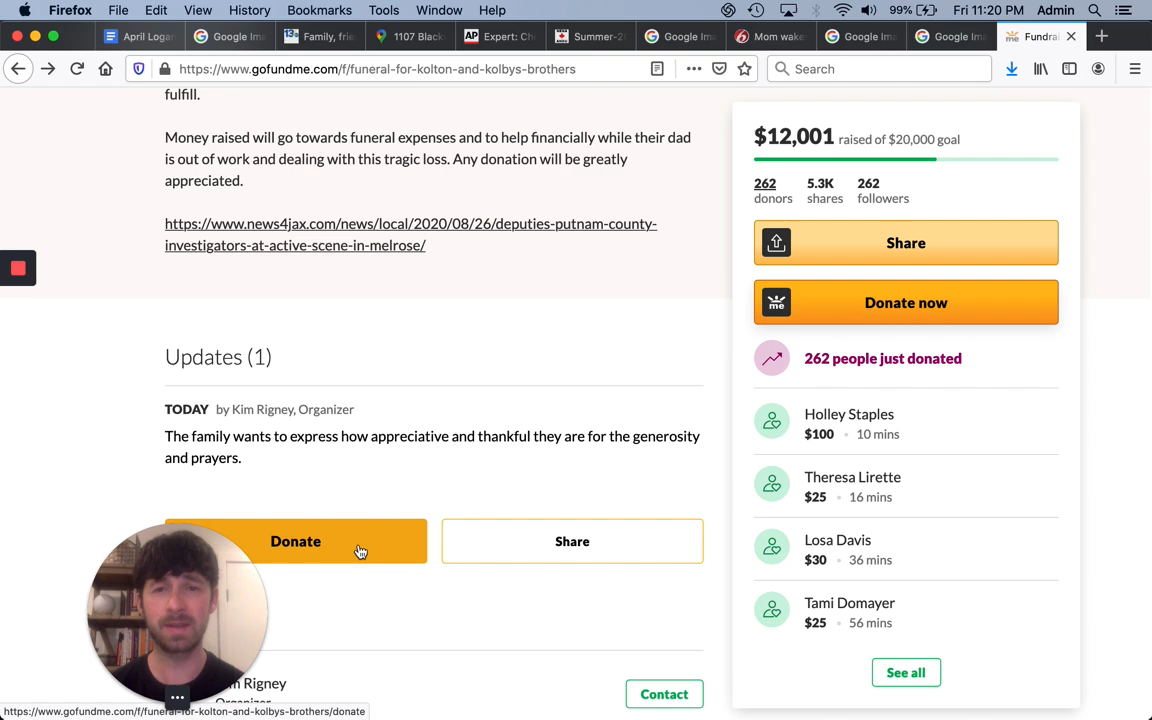 Firefox File Edit View History Bookmarks Tools Window Help 99% Fri 11:20 PM Admin
April Logan Google Ima Family, frie 1107 Black AP Expert: Ch Summer-2 Google Ima Mom wake Google Ima Google Ima me Fundrai
https://www.gofundme.com/f/funeral-for-kolton-and-kolbys-brothers Search
fulfill.
Money raised will go towards funeral expenses and to help financially while their dad
is out of work and dealing with this tragic loss. Any donation will be greatly
appreciated.
https://www.news4jax.com/news/local/2020/08/26/deputies-putnam-county-
investigators-at-active-scene-in-melrose/
Updates (1)
TODAY by Kim Rigney, Organizer
The family wants to express how appreciative and thankful they are for the generosity
and prayers.
Donate Share
m Rigney
Organizer
Contact
$12,001 raised of $20,000 goal
262 5.3K 262
donors shares followers
Share
me Donate now
262 people just donated
Holley Staples
$100 • 10 mins
Theresa Lirette
$25 • 16 mins
Losa Davis
$30 • 36 mins
Tami Domayer
$25 • 56 mins
See all
https://www.gofundme.com/f/funeral-for-kolton-and-kolbys-brothers/donate